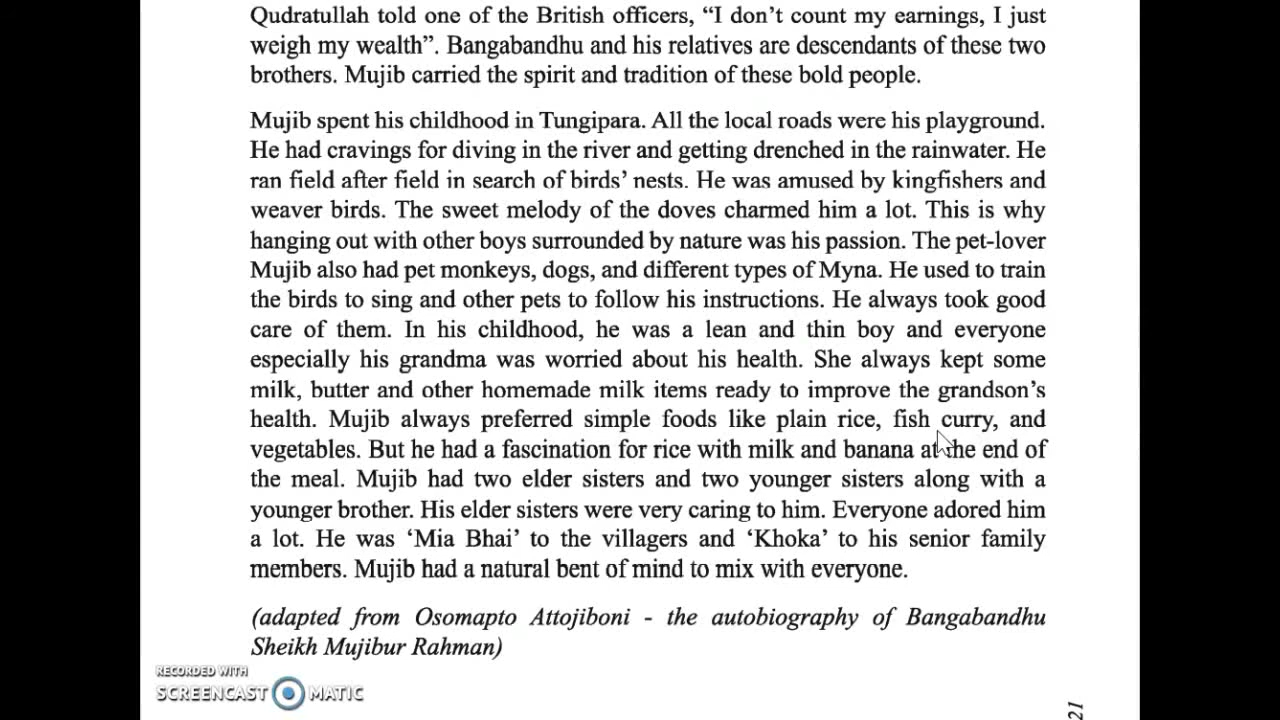 Qudratullah told one of the British officers, “I don’t count my earnings, I just
weigh my wealth”. Bangabandhu and his relatives are descendants of these two
brothers. Mujib carried the spirit and tradition of these bold people.
Mujib spent his childhood in Tungipara. All the local roads were his playground.
He had cravings for diving in the river and getting drenched in the rainwater. He
ran field after field in search of birds’ nests. He was amused by kingfishers and
weaver birds. The sweet melody of the doves charmed him a lot. This is why
hanging out with other boys surrounded by nature was his passion. The pet-lover
Mujib also had pet monkeys, dogs, and different types of Myna. He used to train
the birds to sing and other pets to follow his instructions. He always took good
care of them. In his childhood, he was a lean and thin boy and everyone
especially his grandma was worried about his health. She always kept some
milk, butter and other homemade milk items ready to improve the grandson’s
health. Mujib always preferred simple foods like plain rice, fish curry, and
vegetables. But he had a fascination for rice with milk and banana at the end of
the meal. Mujib had two elder sisters and two younger sisters along with a
younger brother. His elder sisters were very caring to him. Everyone adored him
a lot. He was ‘Mia Bhai’ to the villagers and ‘Khoka’ to his senior family
members. Mujib had a natural bent of mind to mix with everyone.
(adapted from Osomapto Attojiboni - the autobiography of Bangabandhu
Sheikh Mujibur Rahman)
RECORDED WITH
SCREENCAST MATIC
21